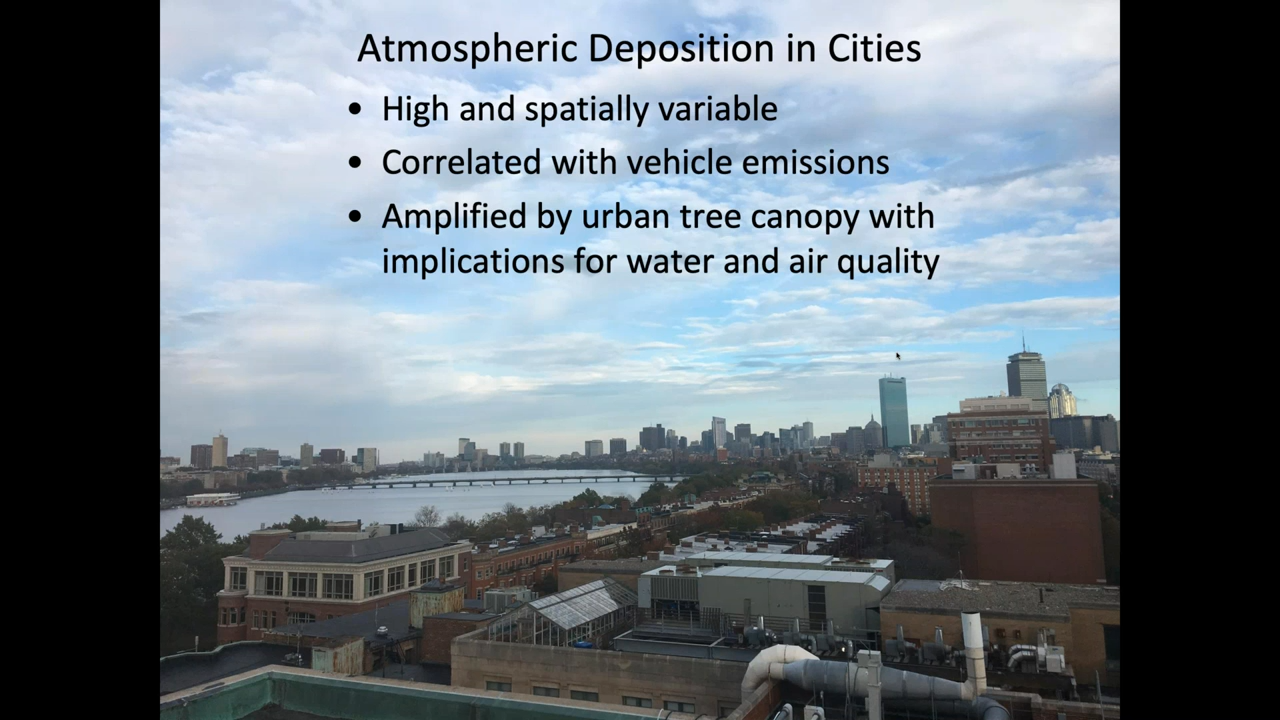 Atmospheric Deposition in Cities
• High and spatially variable
• Correlated with vehicle emissions
• Amplified by urban tree canopy with
implications for water and air quality